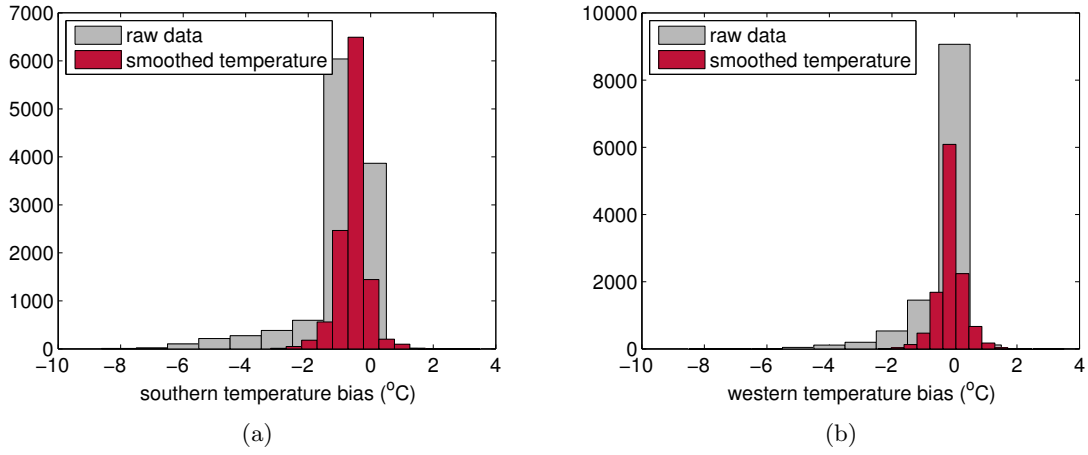 7000
6000
5000
4000
3000
2000
1000
0
raw data
smoothed temperature
−10 −8 −6 −4 −2 0 2 4
southern temperature bias (°C)
(a)
10000
8000
6000
4000
2000
0
raw data
smoothed temperature
−10 −8 −6 −4 −2 0 2 4
western temperature bias (°C)
(b)